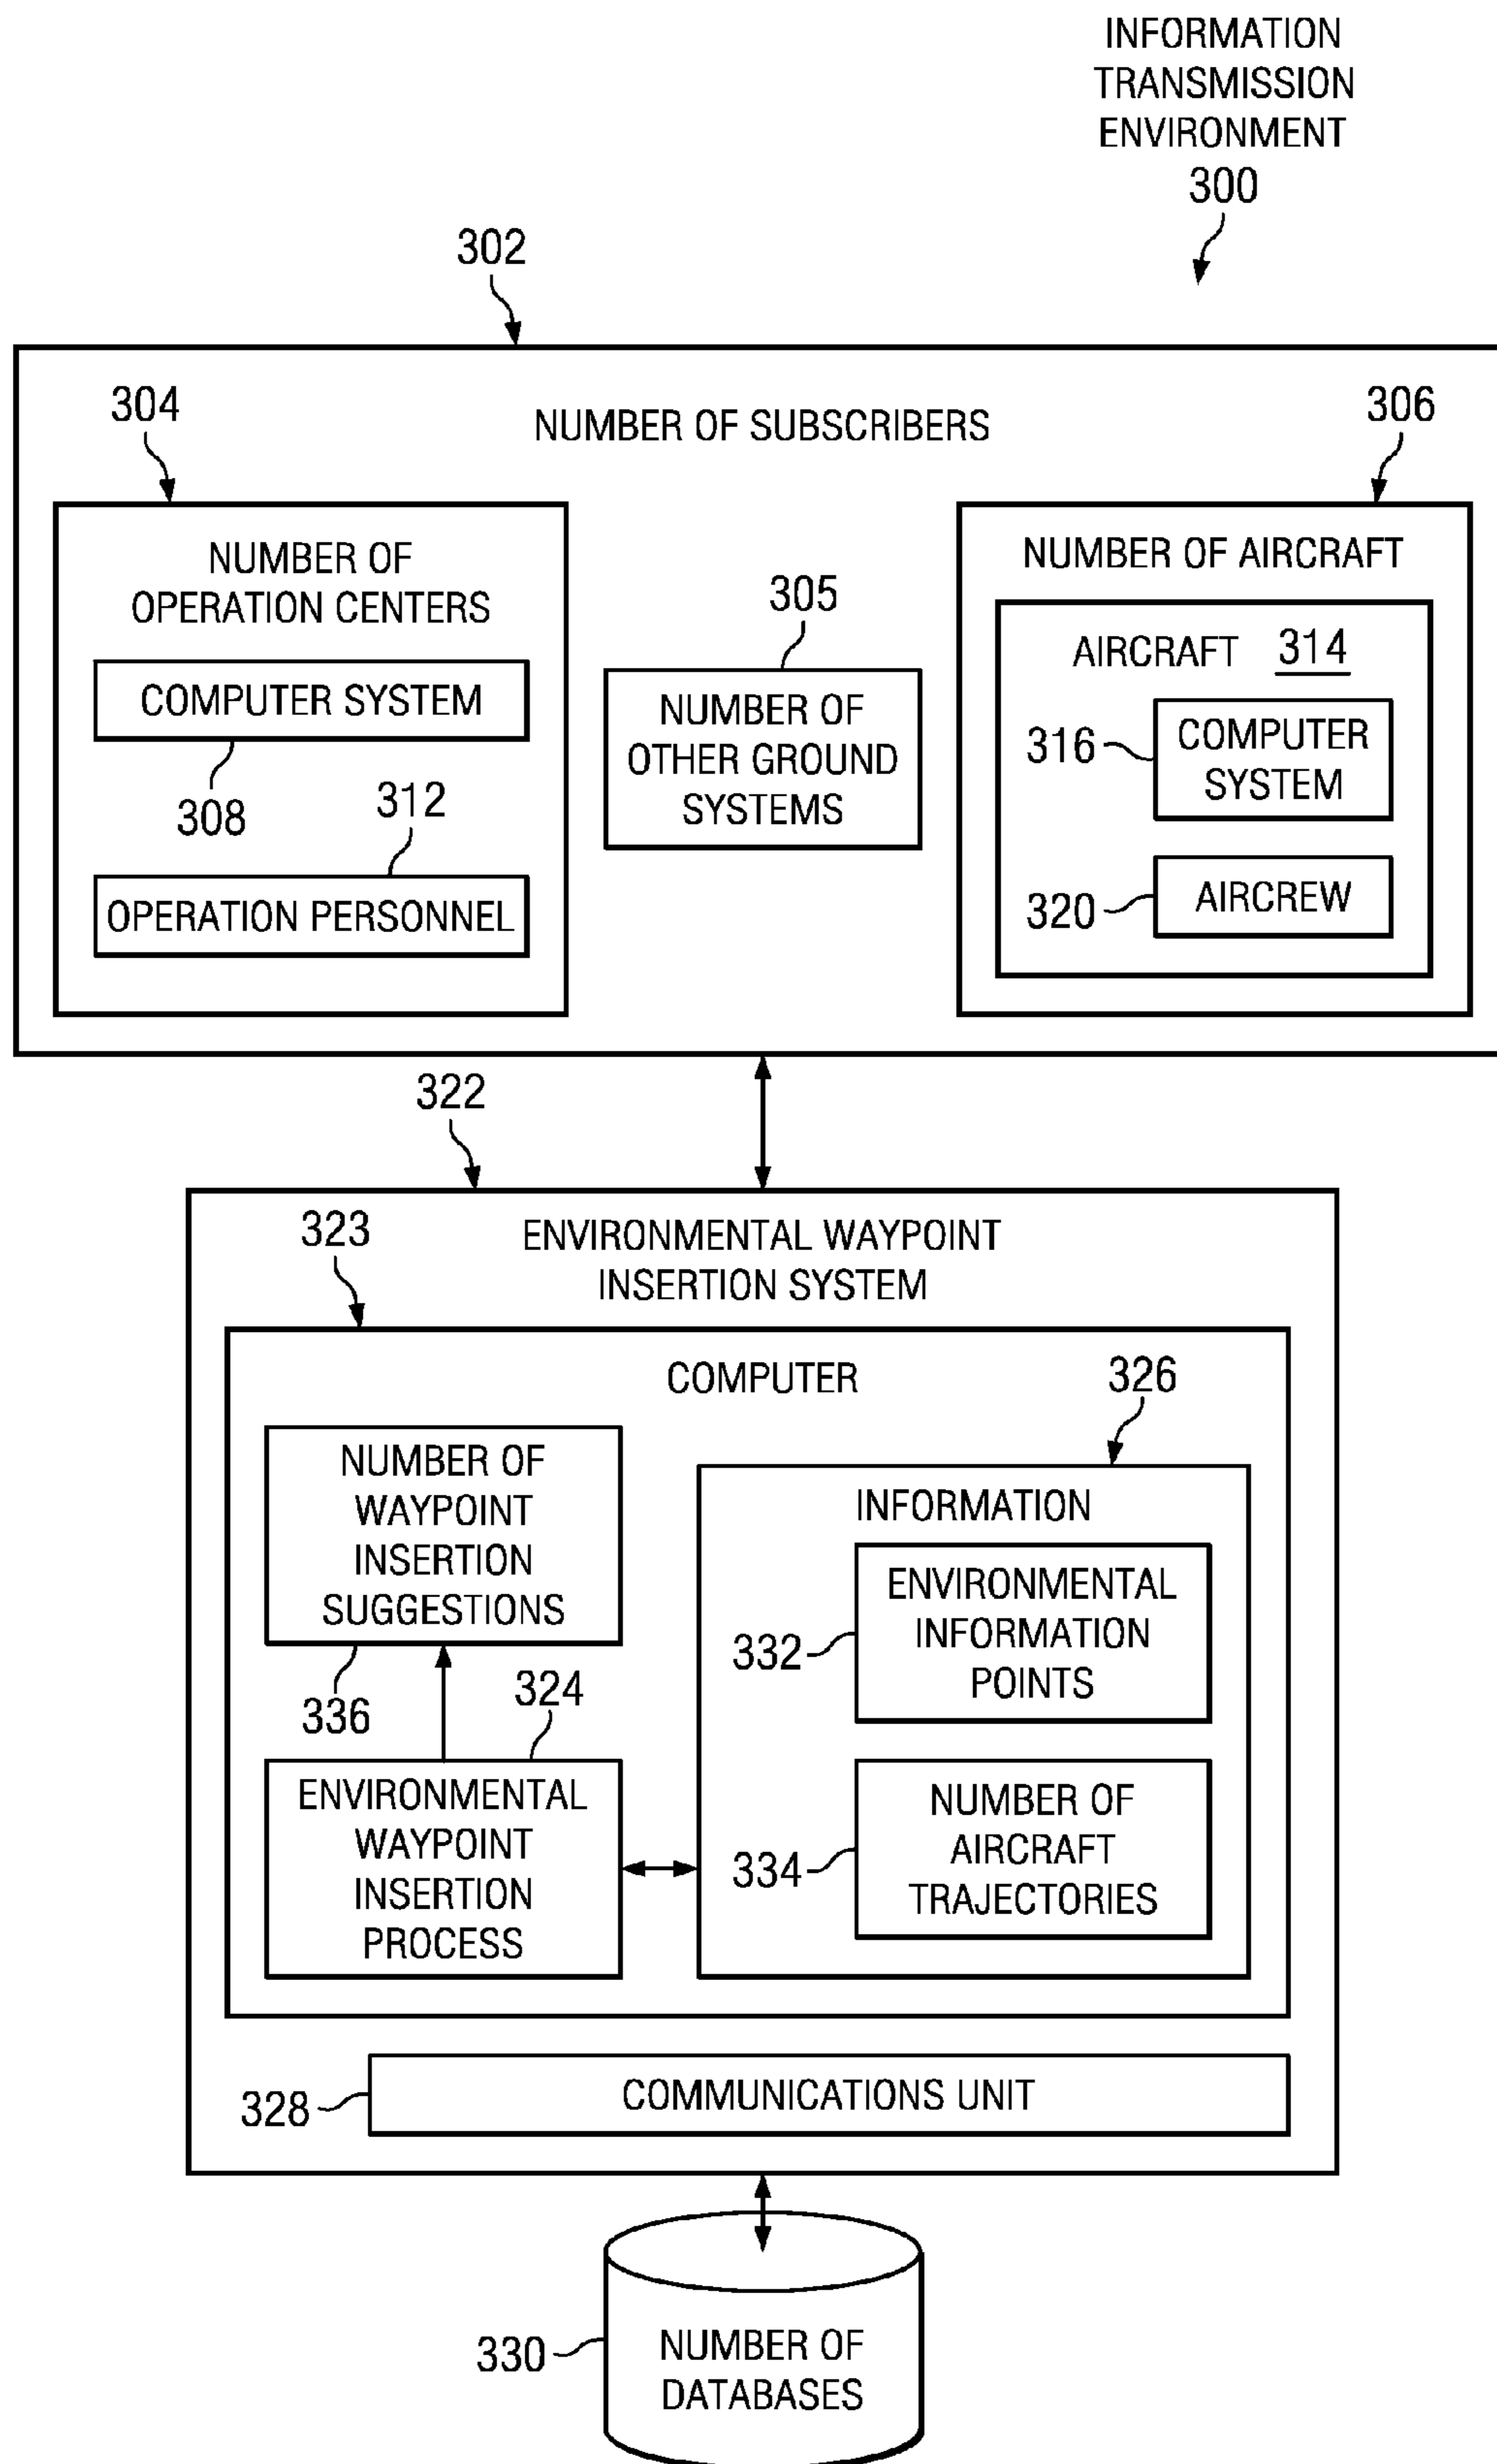 INFORMATION
TRANSMISSION
ENVIRONMENT
300
302
304
NUMBER OF SUBSCRIBERS
306
NUMBER OF
OPERATION CENTERS
COMPUTER SYSTEM
308
312
OPERATION PERSONNEL
305
NUMBER OF
OTHER GROUND
SYSTEMS
NUMBER OF AIRCRAFT
AIRCRAFT 314
316
COMPUTER
SYSTEM
320
AIRCREW
322
ENVIRONMENTAL WAYPOINT
INSERTION SYSTEM
323
COMPUTER
326
NUMBER OF
WAYPOINT
INSERTION
SUGGESTIONS
336
324
ENVIRONMENTAL
WAYPOINT
INSERTION
PROCESS
INFORMATION
332
ENVIRONMENTAL
INFORMATION
POINTS
334
NUMBER OF
AIRCRAFT
TRAJECTORIES
328
COMMUNICATIONS UNIT
330
NUMBER OF
DATABASES